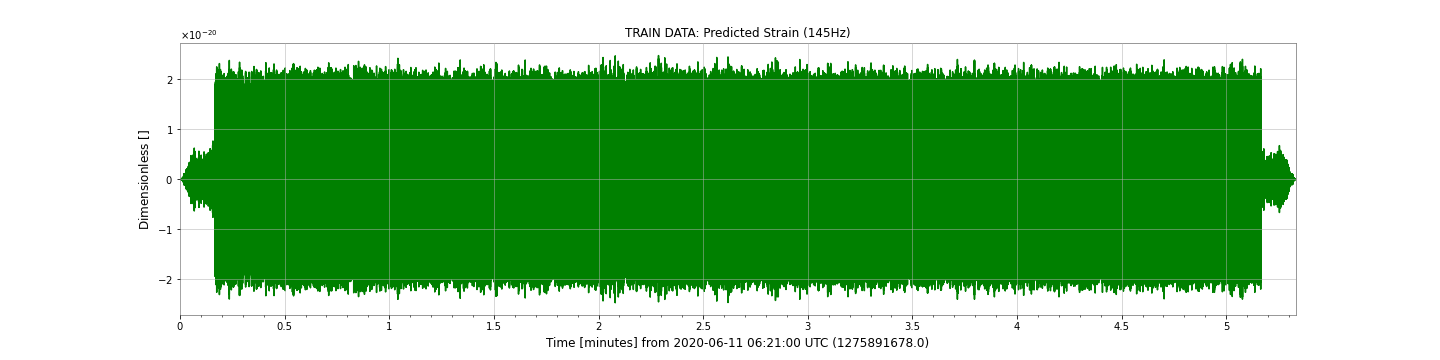 TRAIN DATA: Predicted Strain (145Hz)
×10⁻²⁰
2
1
0
−1
−2
Dimensionless []
0 0.5 1 1.5 2 2.5 3 3.5 4 4.5 5
Time [minutes] from 2020-06-11 06:21:00 UTC (1275891678.0)